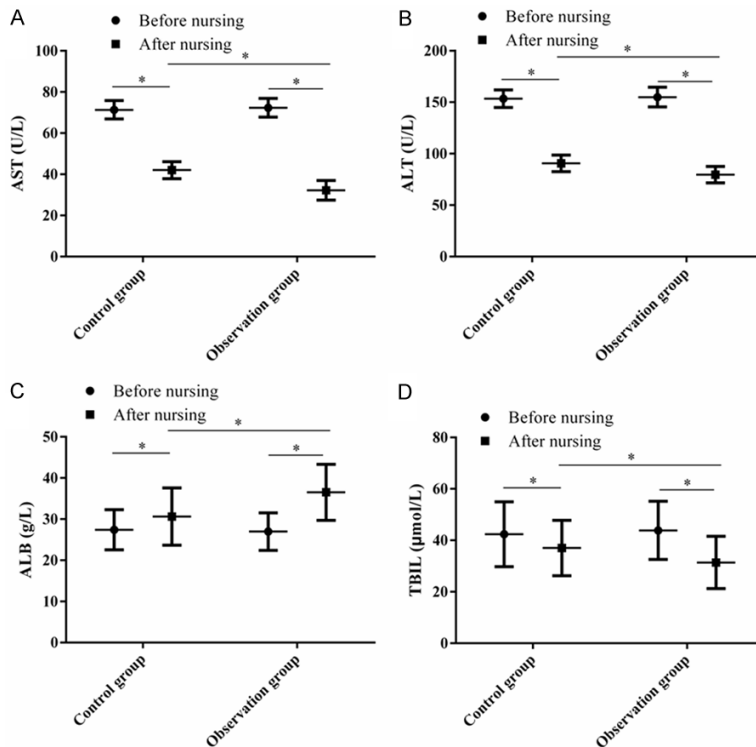 A
Before nursing
After nursing
AST (U/L)
100
80
60
40
20
0
*
*
*
Control group
Observation group
B
Before nursing
After nursing
ALT (U/L)
200
150
100
50
0
*
*
*
Control group
Observation group
C
Before nursing
After nursing
ALB (g/L)
50
40
30
20
10
0
*
*
*
Control group
Observation group
D
Before nursing
After nursing
TBIL (μmol/L)
80
60
40
20
0
*
*
*
Control group
Observation group